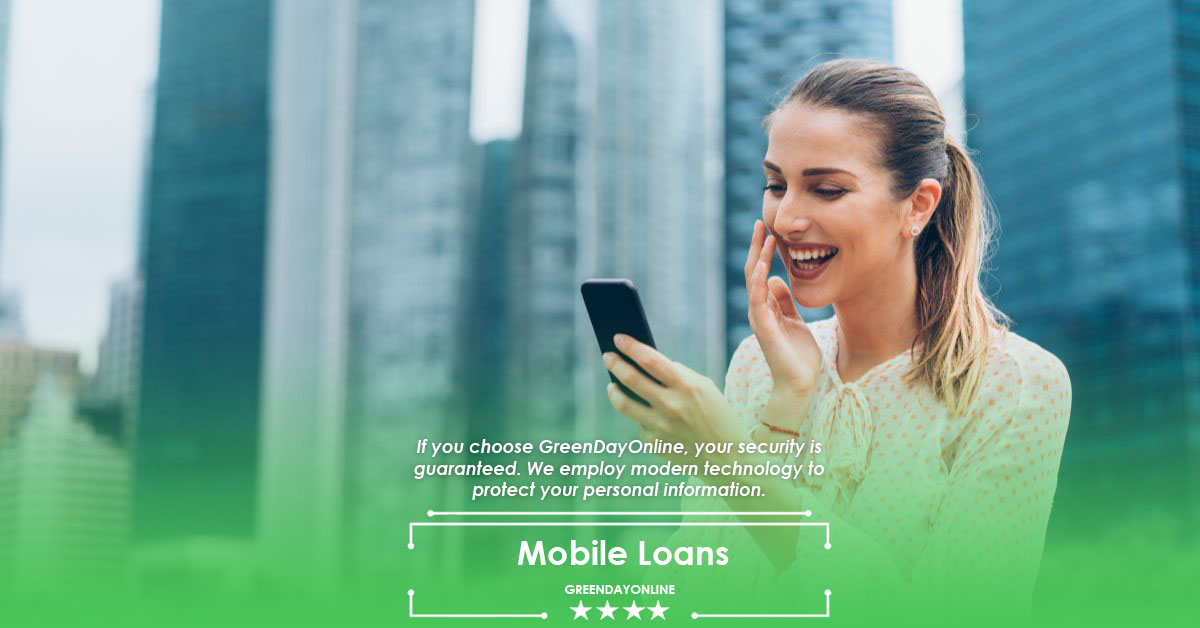 If you choose GreenDayOnline, your security is
guaranteed. We employ modern technology to
protect your personal information.
Mobile Loans
GREENDAYONLINE